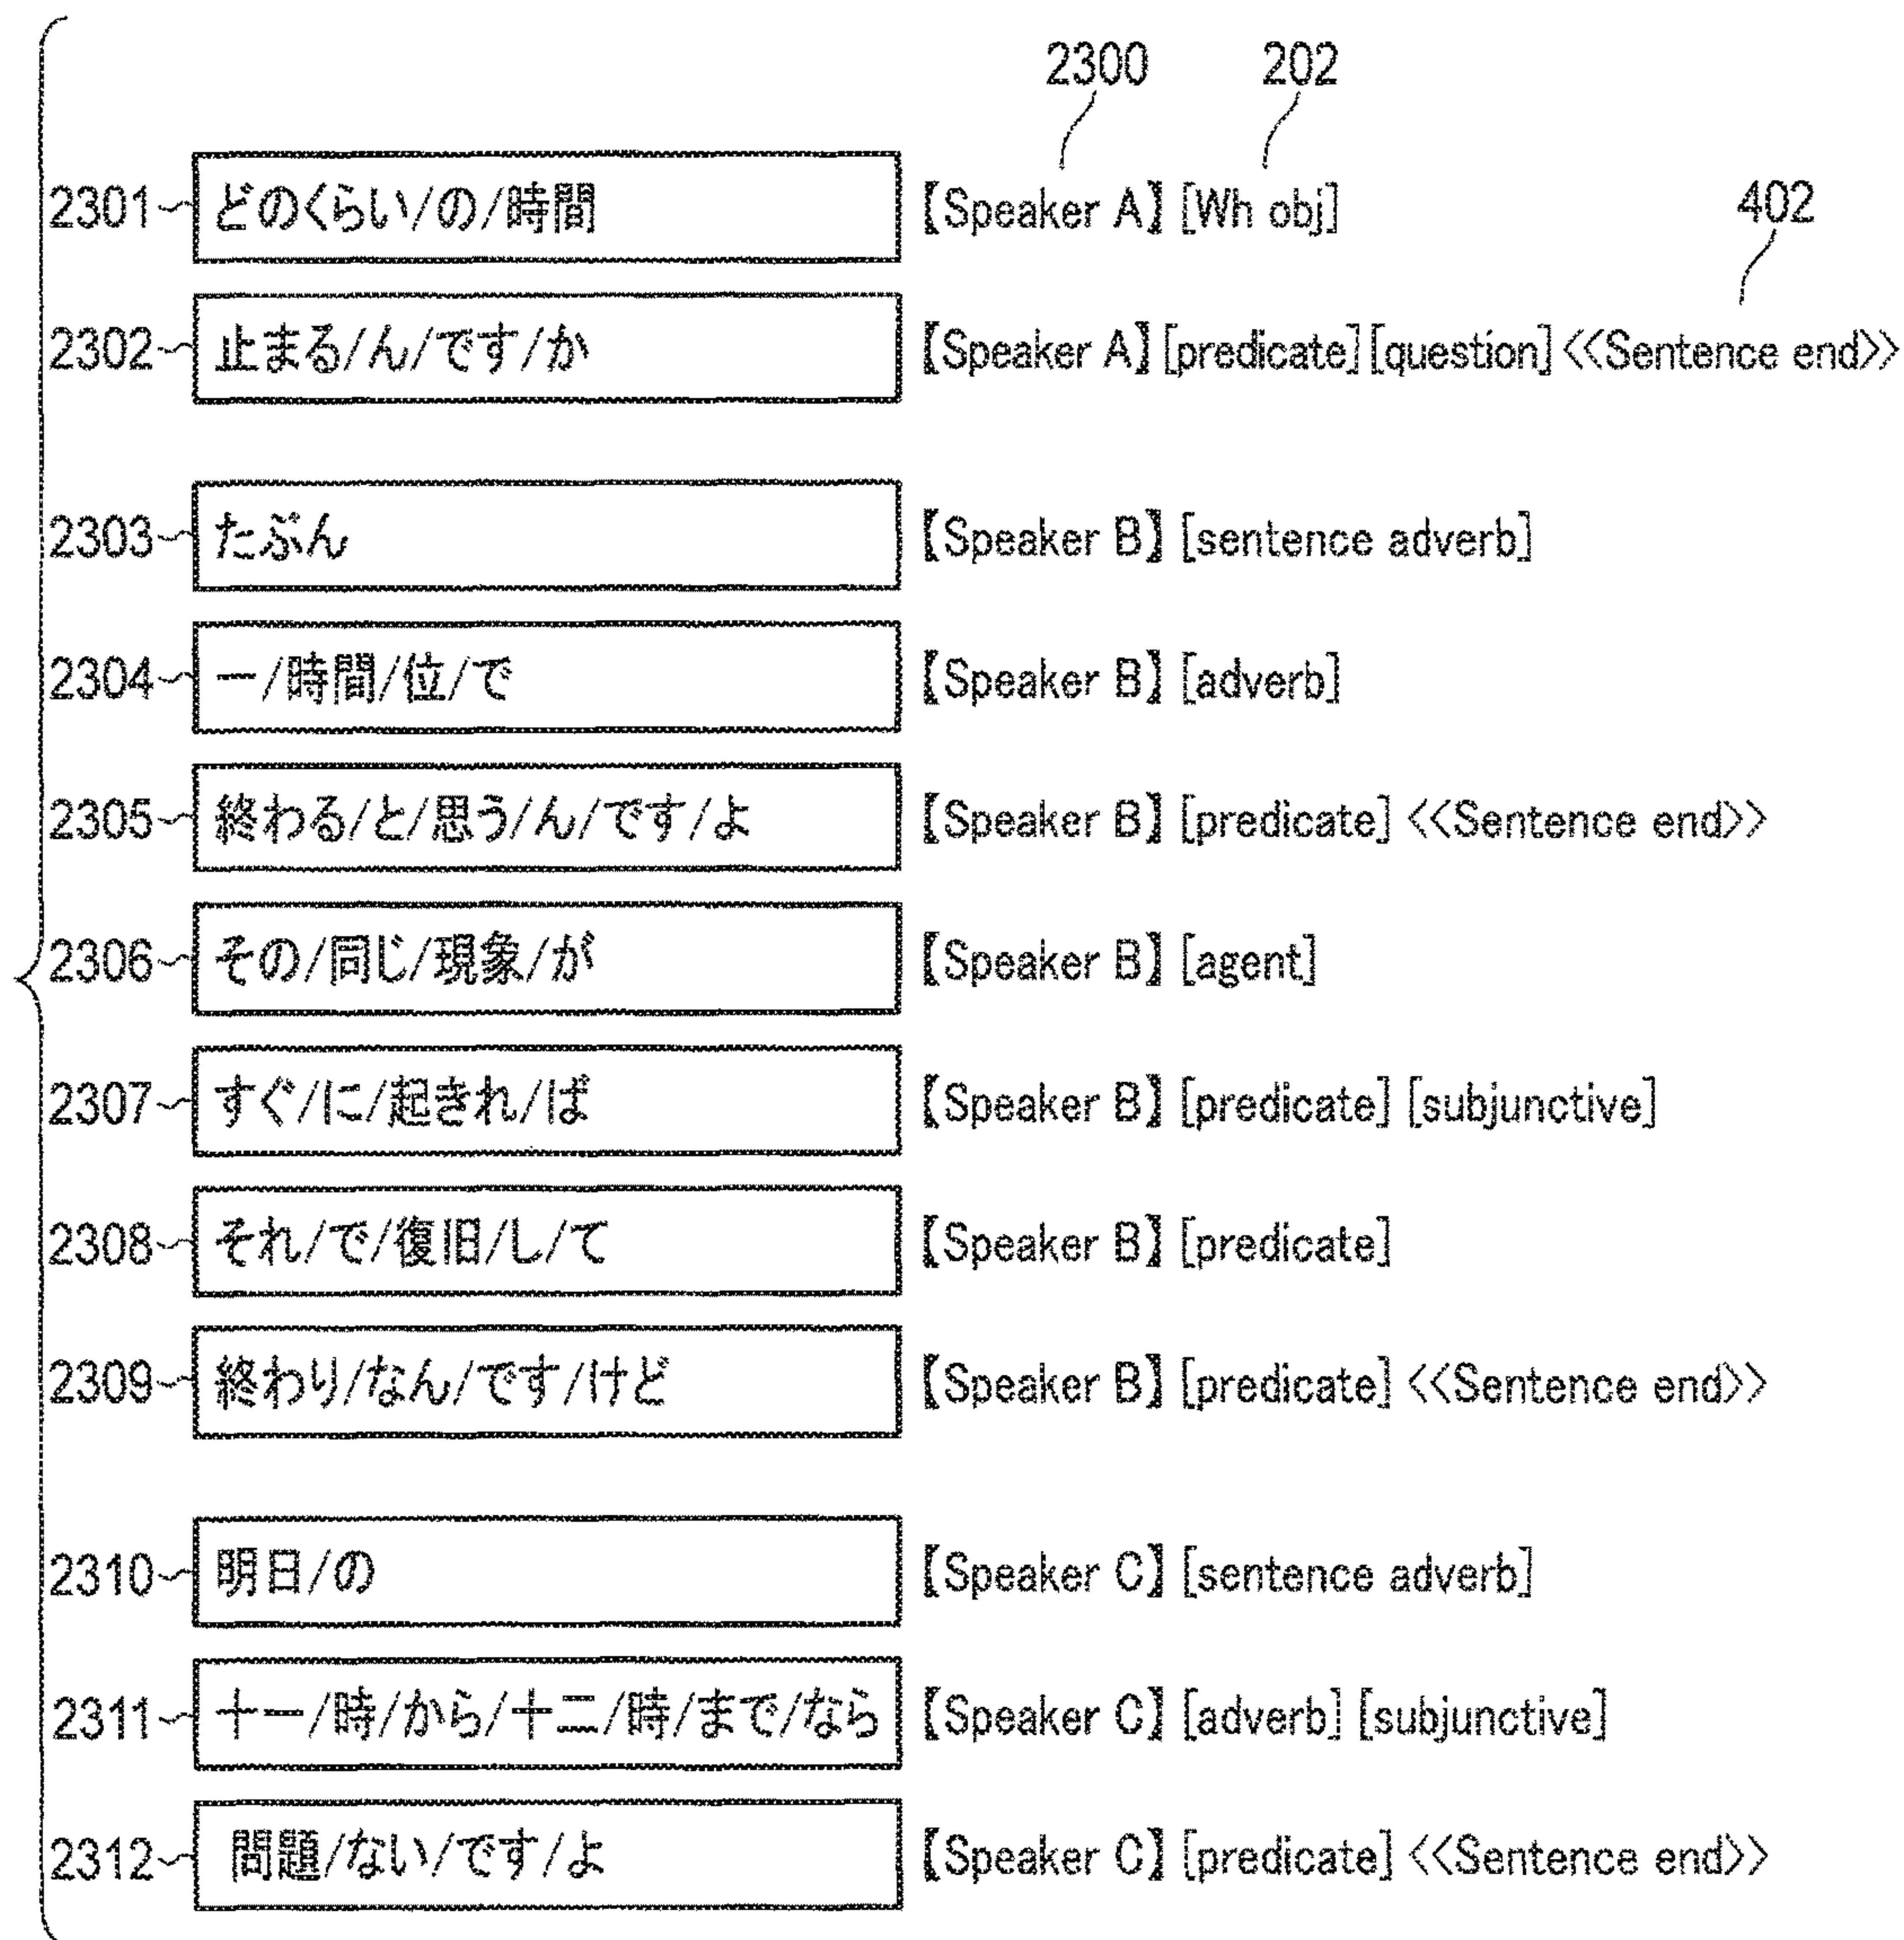 2300 202
2301 どのくらい/の/時間 【Speaker A】 [Wh obj]
402
2302 止まる/ん/です/か 【Speaker A】 [predicate] [question] <<Sentence end>>
2303 たぶん 【Speaker B】 [sentence adverb]
2304 一/時間/位/で 【Speaker B】 [adverb]
2305 終わる/と/思う/ん/です/よ 【Speaker B】 [predicate] <<Sentence end>>
2306 その/同じ/現象/が 【Speaker B】 [agent]
2307 すぐ/に/起きれ/ば 【Speaker B】 [predicate] [subjunctive]
2308 それ/で/復旧/し/て 【Speaker B】 [predicate]
2309 終わり/なん/です/けど 【Speaker B】 [predicate] <<Sentence end>>
2310 明日/の 【Speaker C】 [sentence adverb]
2311 十一/時/から/十二/時/まで/なら 【Speaker C】 [adverb] [subjunctive]
2312 問題/ない/です/よ 【Speaker C】 [predicate] <<Sentence end>>